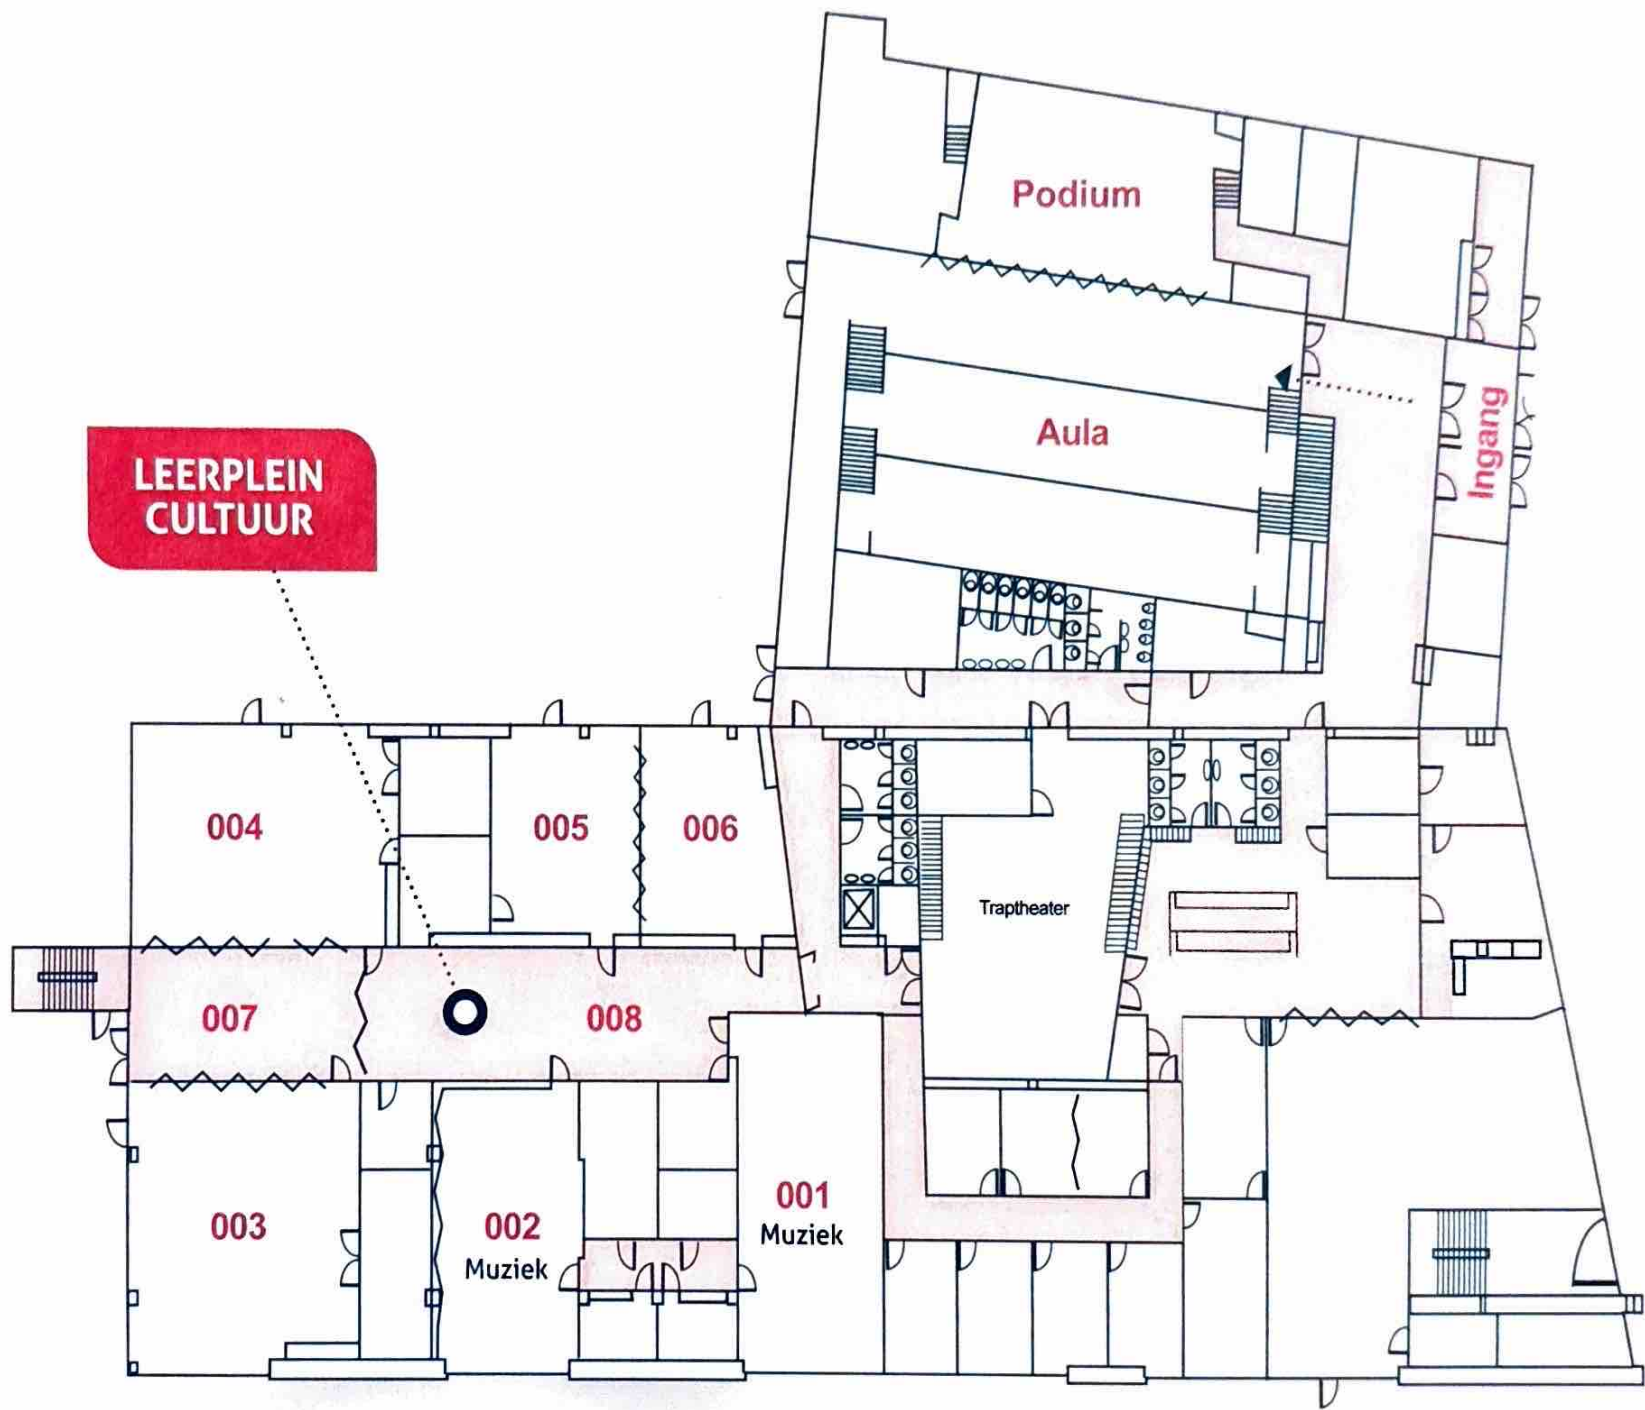 Podium
Aula
Ingang
LEERPLEIN
CULTUUR
004
005
006
Traptheater
007
008
003
002
Muziek
001
Muziek